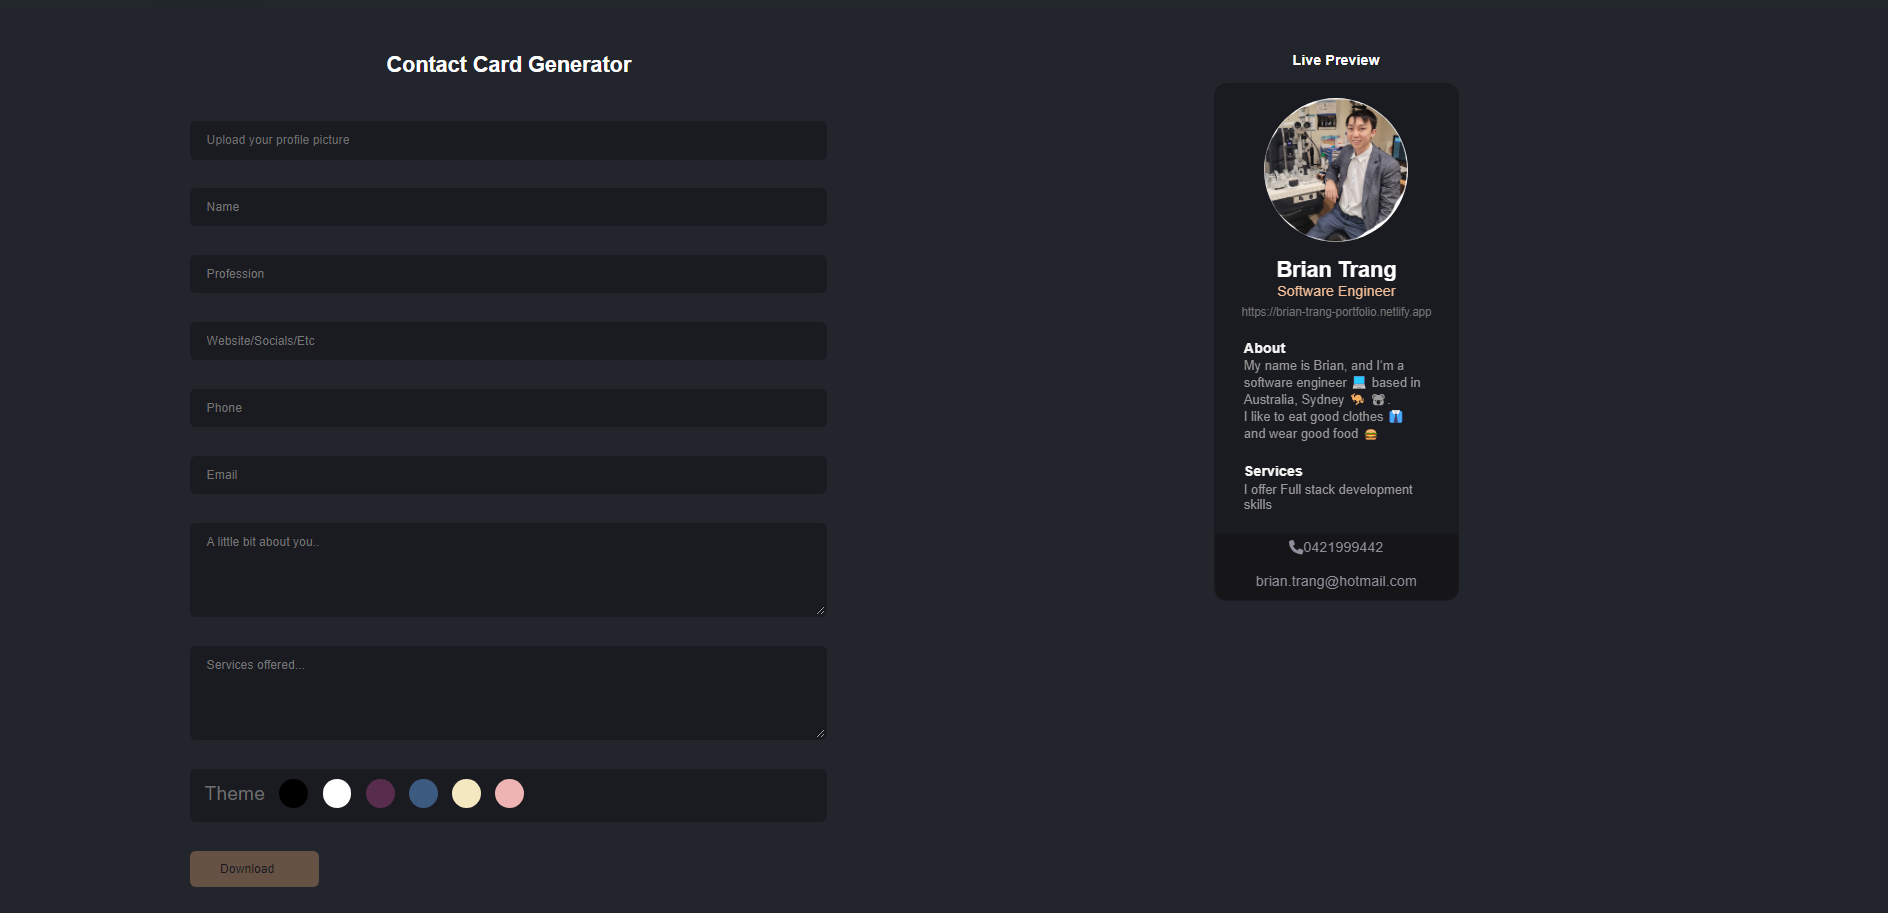 Contact Card Generator
Upload your profile picture
Name
Profession
Website/Socials/Etc
Phone
Email
A little bit about you..
Services offered...
Theme
Download
Live Preview
Brian Trang
Software Engineer
https://brian-trang-portfolio.netlify.app
About
My name is Brian, and I'm a
software engineer 💻 based in
Australia, Sydney 🐪 🐨.
I like to eat good clothes 👔
and wear good food 🍔
Services
I offer Full stack development
skills
0421999442
brian.trang@hotmail.com